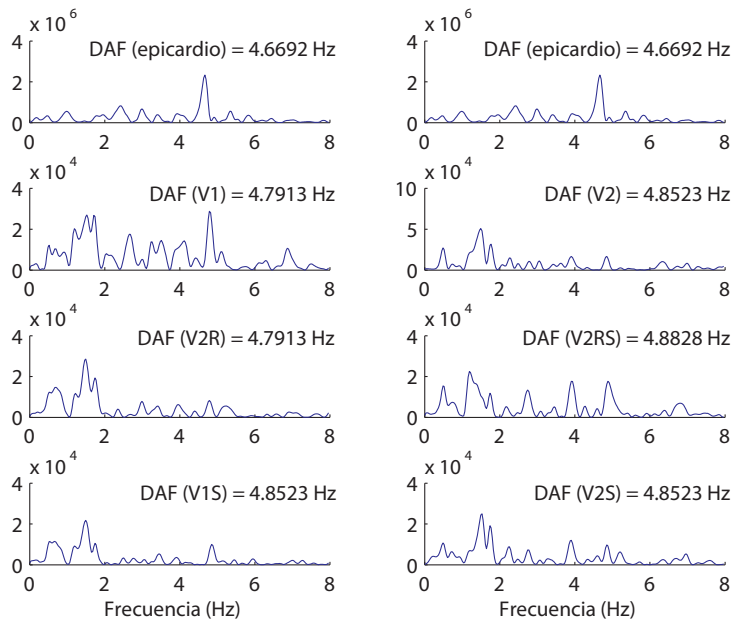 x 10^6
DAF (epicardio) = 4.6692 Hz
4
2
0
0 2 4 6 8
x 10^6
DAF (epicardio) = 4.6692 Hz
4
2
0
0 2 4 6 8
x 10^4
DAF (V1) = 4.7913 Hz
4
2
0
0 2 4 6 8
x 10^4
DAF (V2) = 4.8523 Hz
10
5
0
0 2 4 6 8
x 10^4
DAF (V2R) = 4.7913 Hz
4
2
0
0 2 4 6 8
x 10^4
DAF (V2RS) = 4.8828 Hz
4
2
0
0 2 4 6 8
x 10^4
DAF (V1S) = 4.8523 Hz
4
2
0
0 2 4 6 8
Frecuencia (Hz)
x 10^4
DAF (V2S) = 4.8523 Hz
4
2
0
0 2 4 6 8
Frecuencia (Hz)